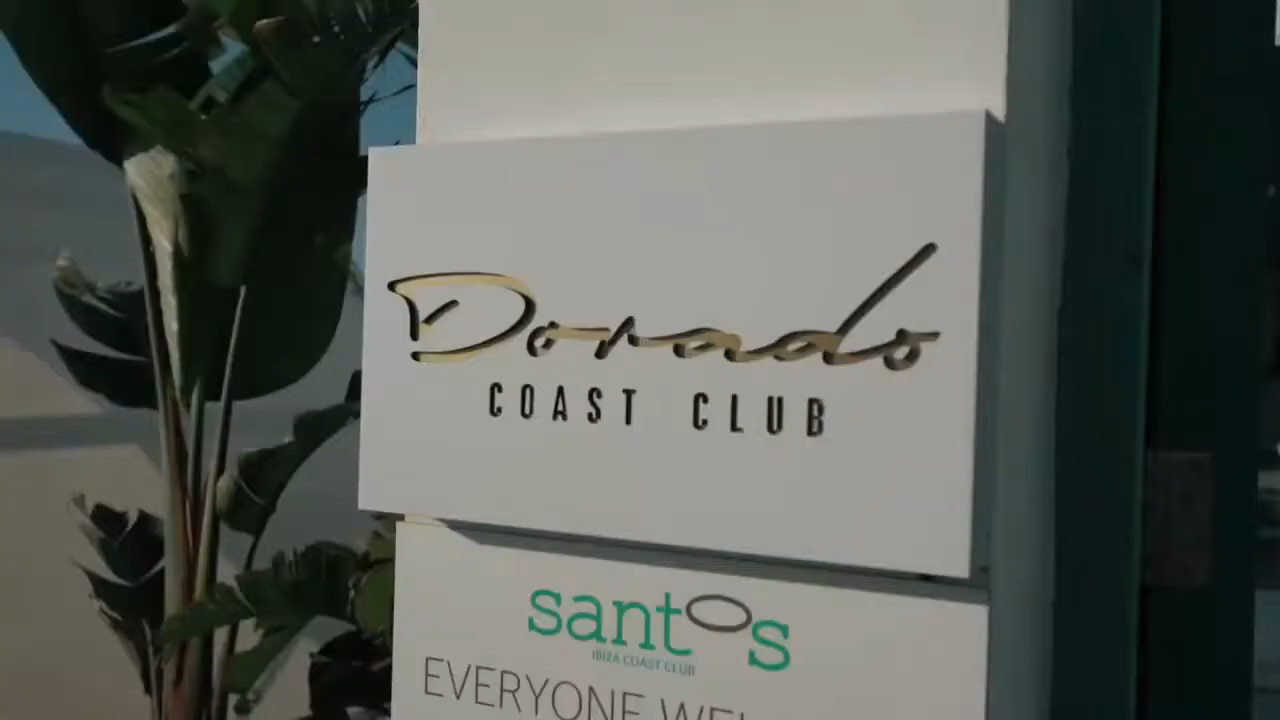 Dorado
COAST CLUB
santos
IBIZA COAST CLUB
EVERYONE